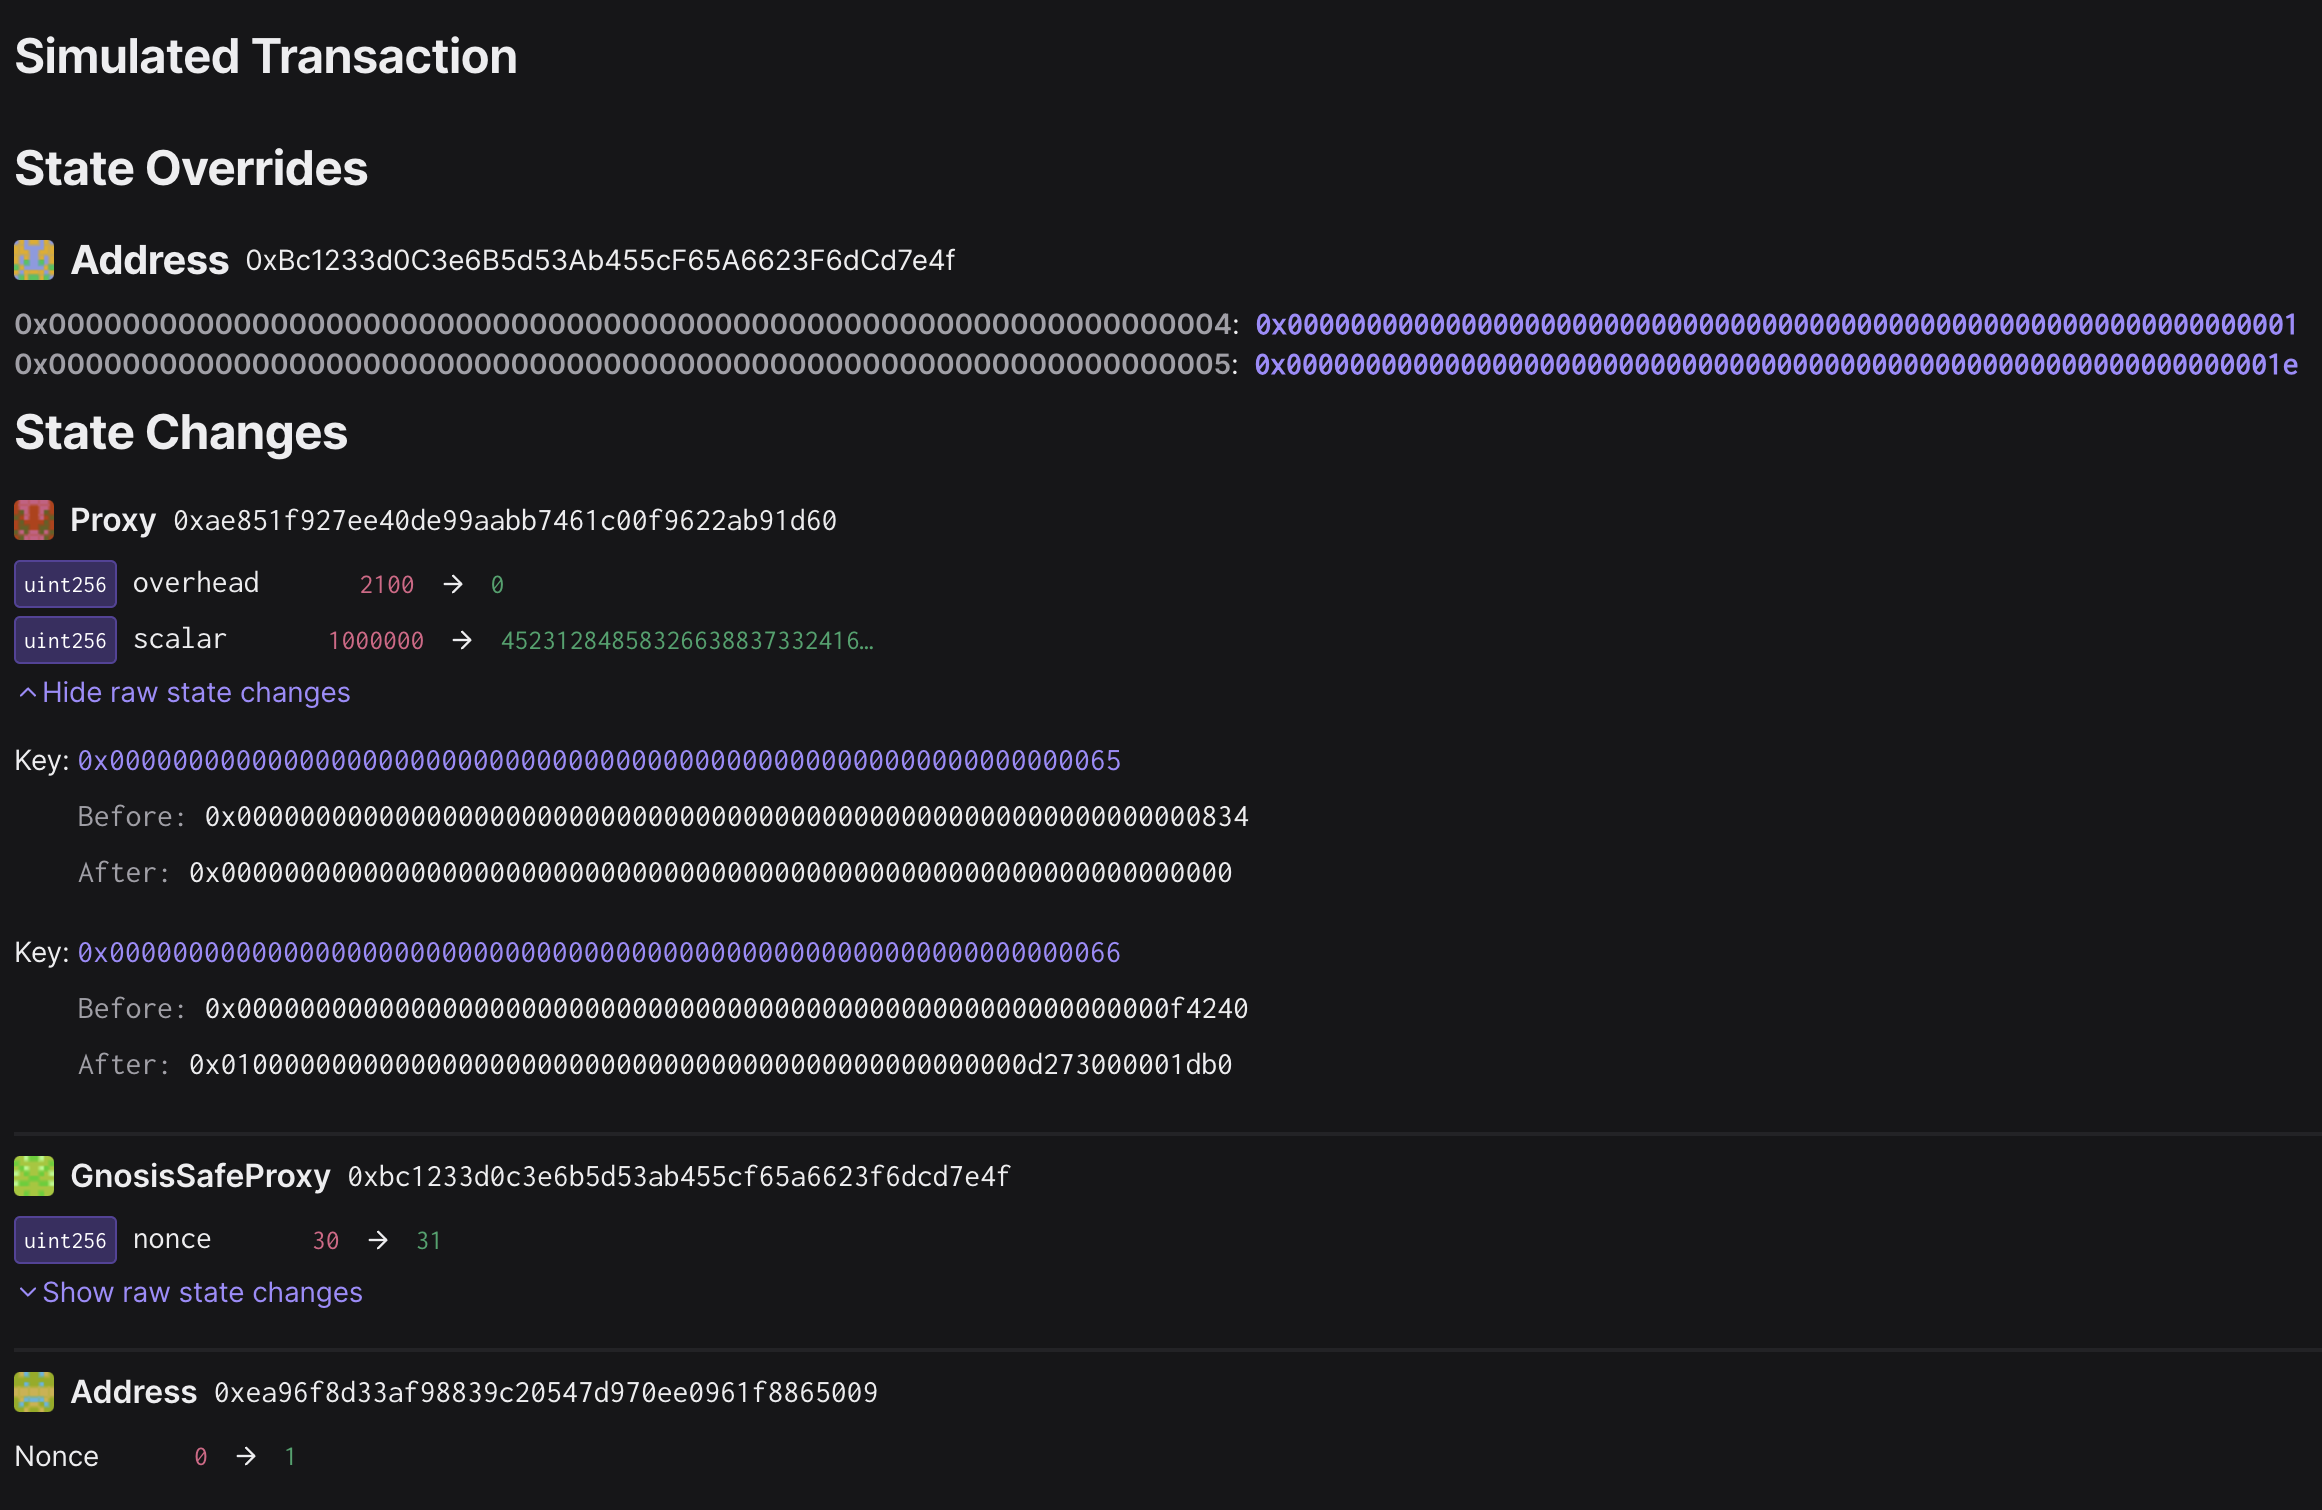 Simulated Transaction
State Overrides
Address 0xBc1233d0C3e6B5d53Ab455cF65A6623F6dCd7e4f
0x0000000000000000000000000000000000000000000000000000000000000004: 0x0000000000000000000000000000000000000000000000000000000000000001
0x0000000000000000000000000000000000000000000000000000000000000005: 0x000000000000000000000000000000000000000000000000000000000000001e
State Changes
Proxy 0xae851f927ee40de99aabb7461c00f9622ab91d60
uint256 overhead 2100 → 0
uint256 scalar 1000000 → 45231284858326638837332416…
Hide raw state changes
Key: 0x0000000000000000000000000000000000000000000000000000000000000065
Before: 0x0000000000000000000000000000000000000000000000000000000000000834
After: 0x0000000000000000000000000000000000000000000000000000000000000000
Key: 0x0000000000000000000000000000000000000000000000000000000000000066
Before: 0x00000000000000000000000000000000000000000000000000000000000f4240
After: 0x010000000000000000000000000000000000000000000000000d273000001db0
GnosisSafeProxy 0xbc1233d0c3e6b5d53ab455cf65a6623f6dcd7e4f
uint256 nonce 30 → 31
Show raw state changes
Address 0xea96f8d33af98839c20547d970ee0961f8865009
Nonce 0 → 1